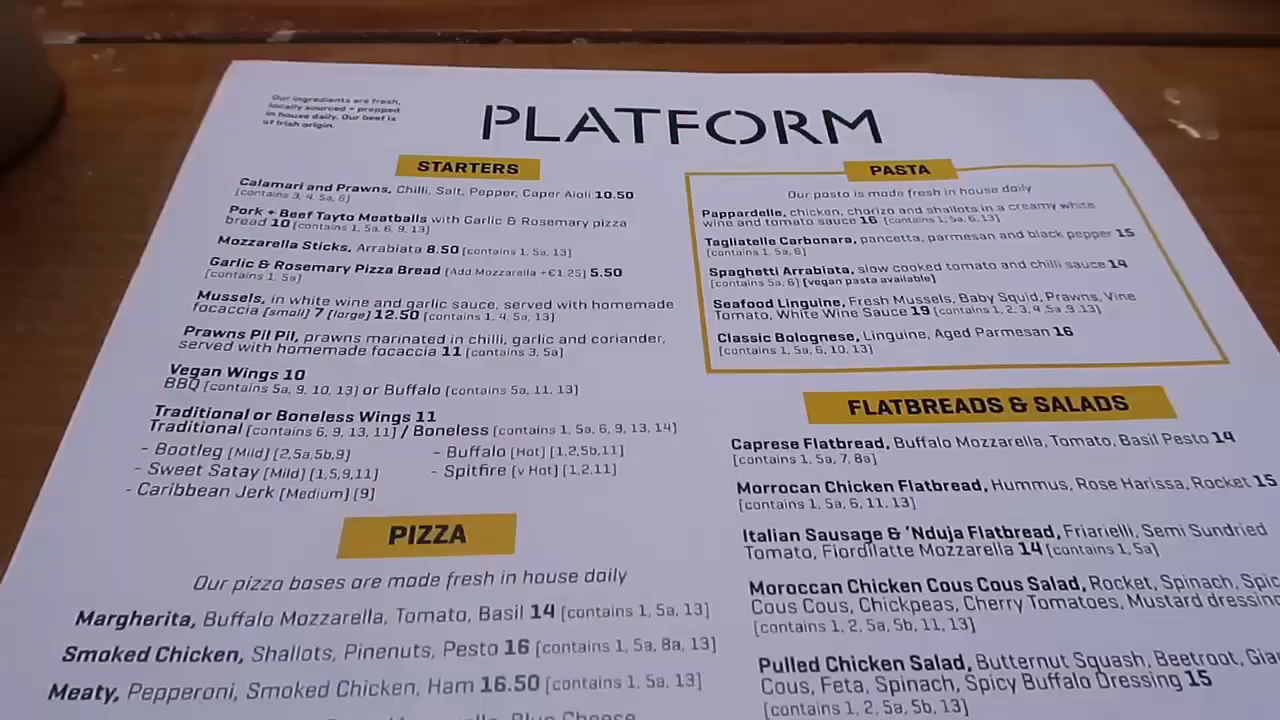 Our ingredients are fresh,
locally sourced + prepped
in house daily. Our beef is
of Irish origin.
PLATFORM
STARTERS
Calamari and Prawns, Chilli, Salt, Pepper, Caper Aioli 10.50
[contains 3, 4, 5a, 6]
Pork + Beef Tayto Meatballs with Garlic & Rosemary pizza
bread 10 [contains 1, 5a, 6, 9, 13]
Mozzarella Sticks, Arrabiata 8.50 [contains 1, 5a, 13]
Garlic & Rosemary Pizza Bread [Add Mozzarella +€1.25] 5.50
[contains 1, 5a]
Mussels, in white wine and garlic sauce, served with homemade
focaccia [small] 7 [large] 12.50 [contains 1, 4, 5a, 13]
Prawns Pil Pil, prawns marinated in chilli, garlic and coriander,
served with homemade focaccia 11 [contains 3, 5a]
Vegan Wings 10
BBQ [contains 5a, 9, 10, 13] or Buffalo [contains 5a, 11, 13]
Traditional or Boneless Wings 11
Traditional [contains 6, 9, 13, 11] / Boneless [contains 1, 5a, 6, 9, 13, 14]
- Bootleg [Mild] [2,5a,5b,9]
- Sweet Satay [Mild] [1,5,9,11]
- Caribbean Jerk [Medium] [9]
- Buffalo [Hot] [1,2,5b,11]
- Spitfire [v Hot] [1,2,11]
PIZZA
Our pizza bases are made fresh in house daily
Margherita, Buffalo Mozzarella, Tomato, Basil 14 [contains 1, 5a, 13]
Smoked Chicken, Shallots, Pinenuts, Pesto 16 [contains 1, 5a, 8a, 13]
Meaty, Pepperoni, Smoked Chicken, Ham 16.50 [contains 1, 5a, 13]
Blue Cheese
PASTA
Our pasta is made fresh in house daily
Pappardelle, chicken, chorizo and shallots in a creamy white
wine and tomato sauce 16 [contains 1, 5a, 6, 13]
Tagliatelle Carbonara, pancetta, parmesan and black pepper 15
[contains 1, 5a, 6]
Spaghetti Arrabiata, slow cooked tomato and chilli sauce 14
[contains 5a, 6] [vegan pasta available]
Seafood Linguine, Fresh Mussels, Baby Squid, Prawns, Vine
Tomato, White Wine Sauce 19 [contains 1, 2, 3, 4, 5a, 9, 13]
Classic Bolognese, Linguine, Aged Parmesan 16
[contains 1, 5a, 6, 10, 13]
FLATBREADS & SALADS
Caprese Flatbread, Buffalo Mozzarella, Tomato, Basil Pesto 14
[contains 1, 5a, 7, 8a]
Morrocan Chicken Flatbread, Hummus, Rose Harissa, Rocket 15
[contains 1, 5a, 6, 11, 13]
Italian Sausage & 'Nduja Flatbread, Friarielli, Semi Sundried
Tomato, Fiordilatte Mozzarella 14 [contains 1, 5a]
Moroccan Chicken Cous Cous Salad, Rocket, Spinach, Spic
Cous Cous, Chickpeas, Cherry Tomatoes, Mustard dressing
[contains 1, 2, 5a, 5b, 11, 13]
Pulled Chicken Salad, Butternut Squash, Beetroot, Gia
Cous, Feta, Spinach, Spicy Buffalo Dressing 15
[contains 1, 2, 5a, 5b, 13]